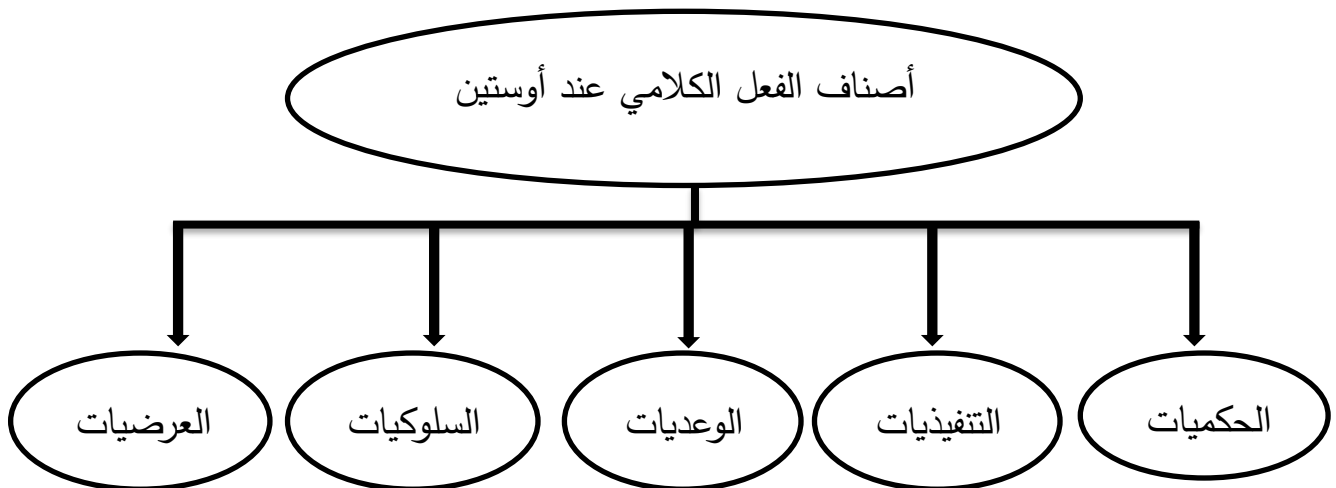 أصناف الفعل الكلامي عند أوستين
الحكميات
التنفيذيات
الوعديات
السلوكيات
العرضيات